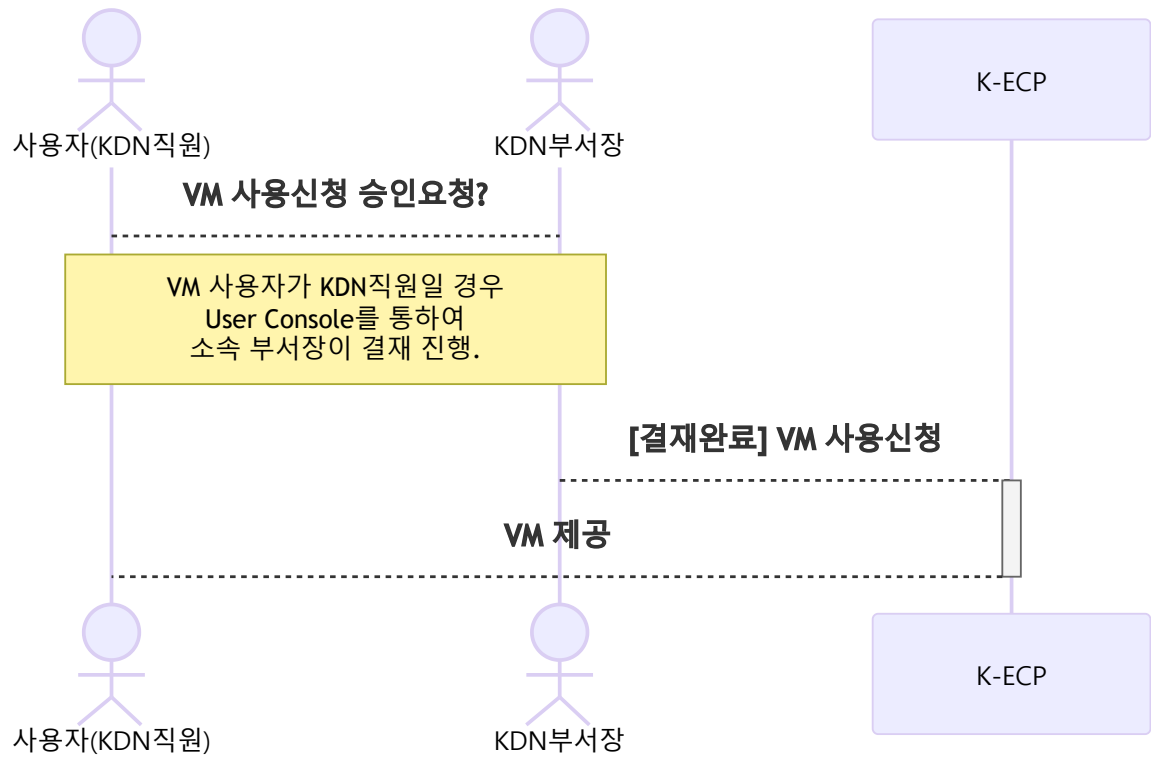 사용자(KDN직원)
KDN부서장
K-ECP
VM 사용신청 승인요청?
VM 사용자가 KDN직원일 경우
User Console를 통하여
소속 부서장이 결재 진행.
[결재완료] VM 사용신청
VM 제공
사용자(KDN직원)
KDN부서장
K-ECP